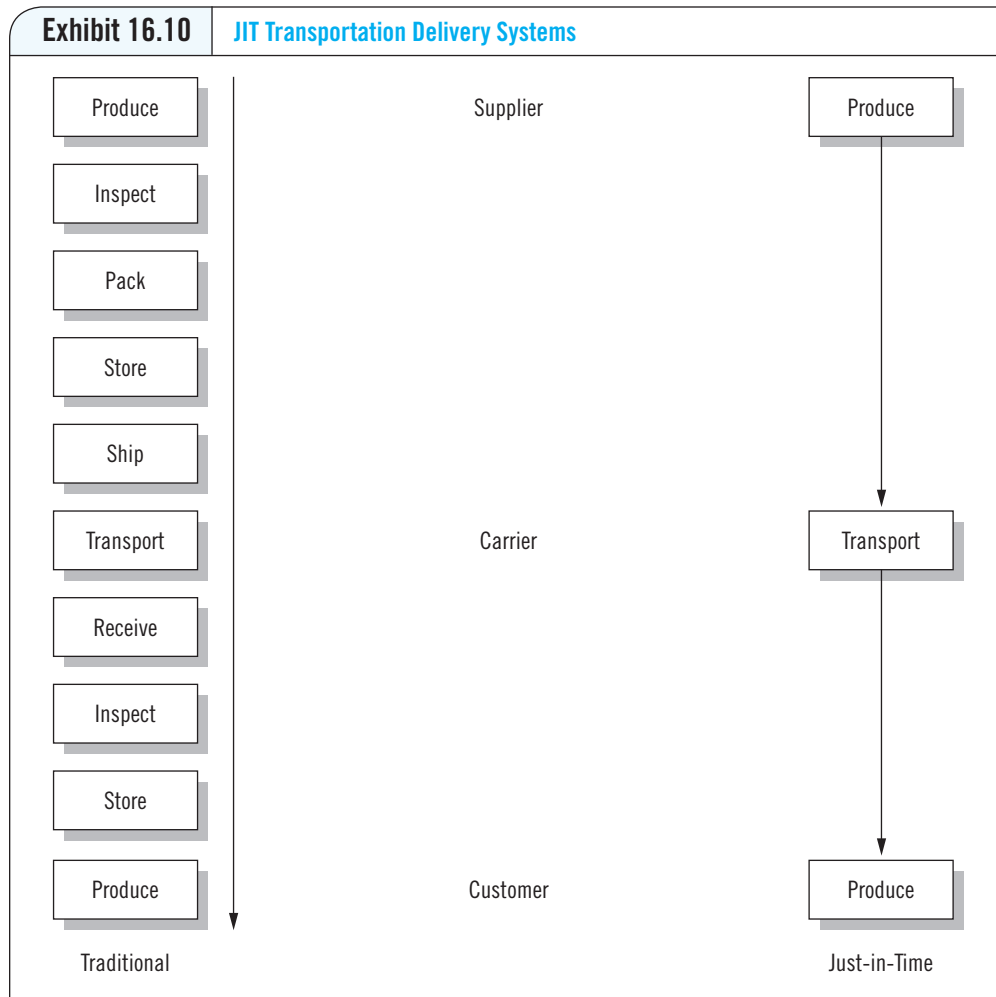 Exhibit 16.10 JIT Transportation Delivery Systems
Produce Supplier Produce
Inspect
Pack
Store
Ship
Transport Carrier Transport
Receive
Inspect
Store
Produce Customer Produce
Traditional Just-in-Time